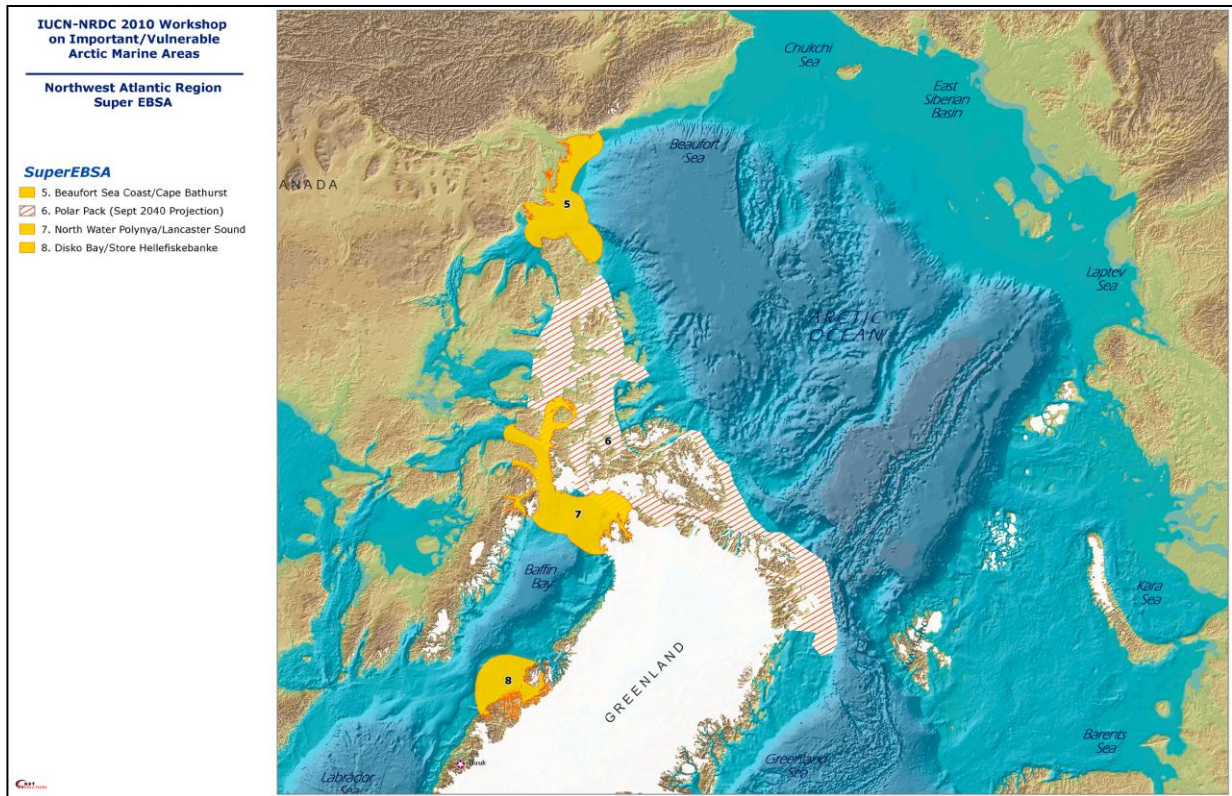 IUCN-NRDC 2010 Workshop
on Important/Vulnerable
Arctic Marine Areas
Northwest Atlantic Region
Super EBSA
SuperEBSA
5. Beaufort Sea Coast/Cape Bathurst
6. Polar Pack (Sept 2040 Projection)
7. North Water Polynya/Lancaster Sound
8. Disko Bay/Store Hellefiskebanke
Chukchi
Sea
East
Siberian
Basin
Beaufort
Sea
ANADA
5
Laptev
Sea
ARCTIC
OCEAN
6
7
Baffin
Bay
Kara
Sea
8
GREENLAND
Barents
Sea
Greenland
Sea
Labrador
Sea